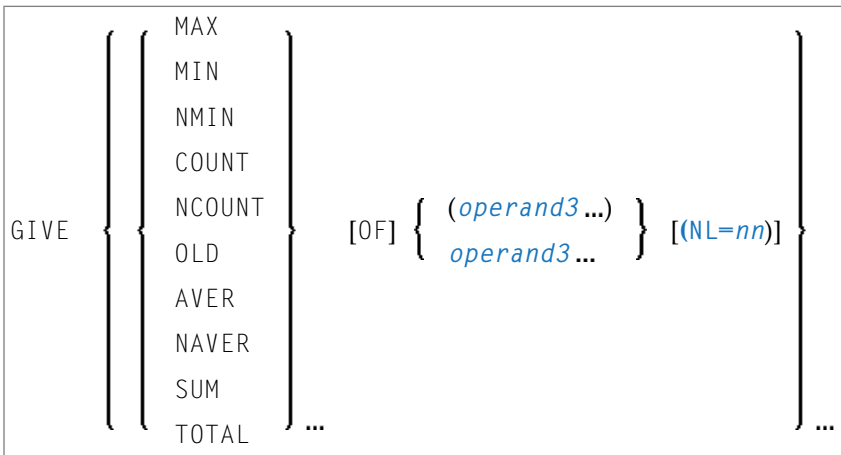 MAX
MIN
NMIN
COUNT
NCOUNT
GIVE [OF] (operand3 ...) [(NL=nn)]
OLD operand3 ...
AVER
NAVER
SUM
TOTAL ... ...